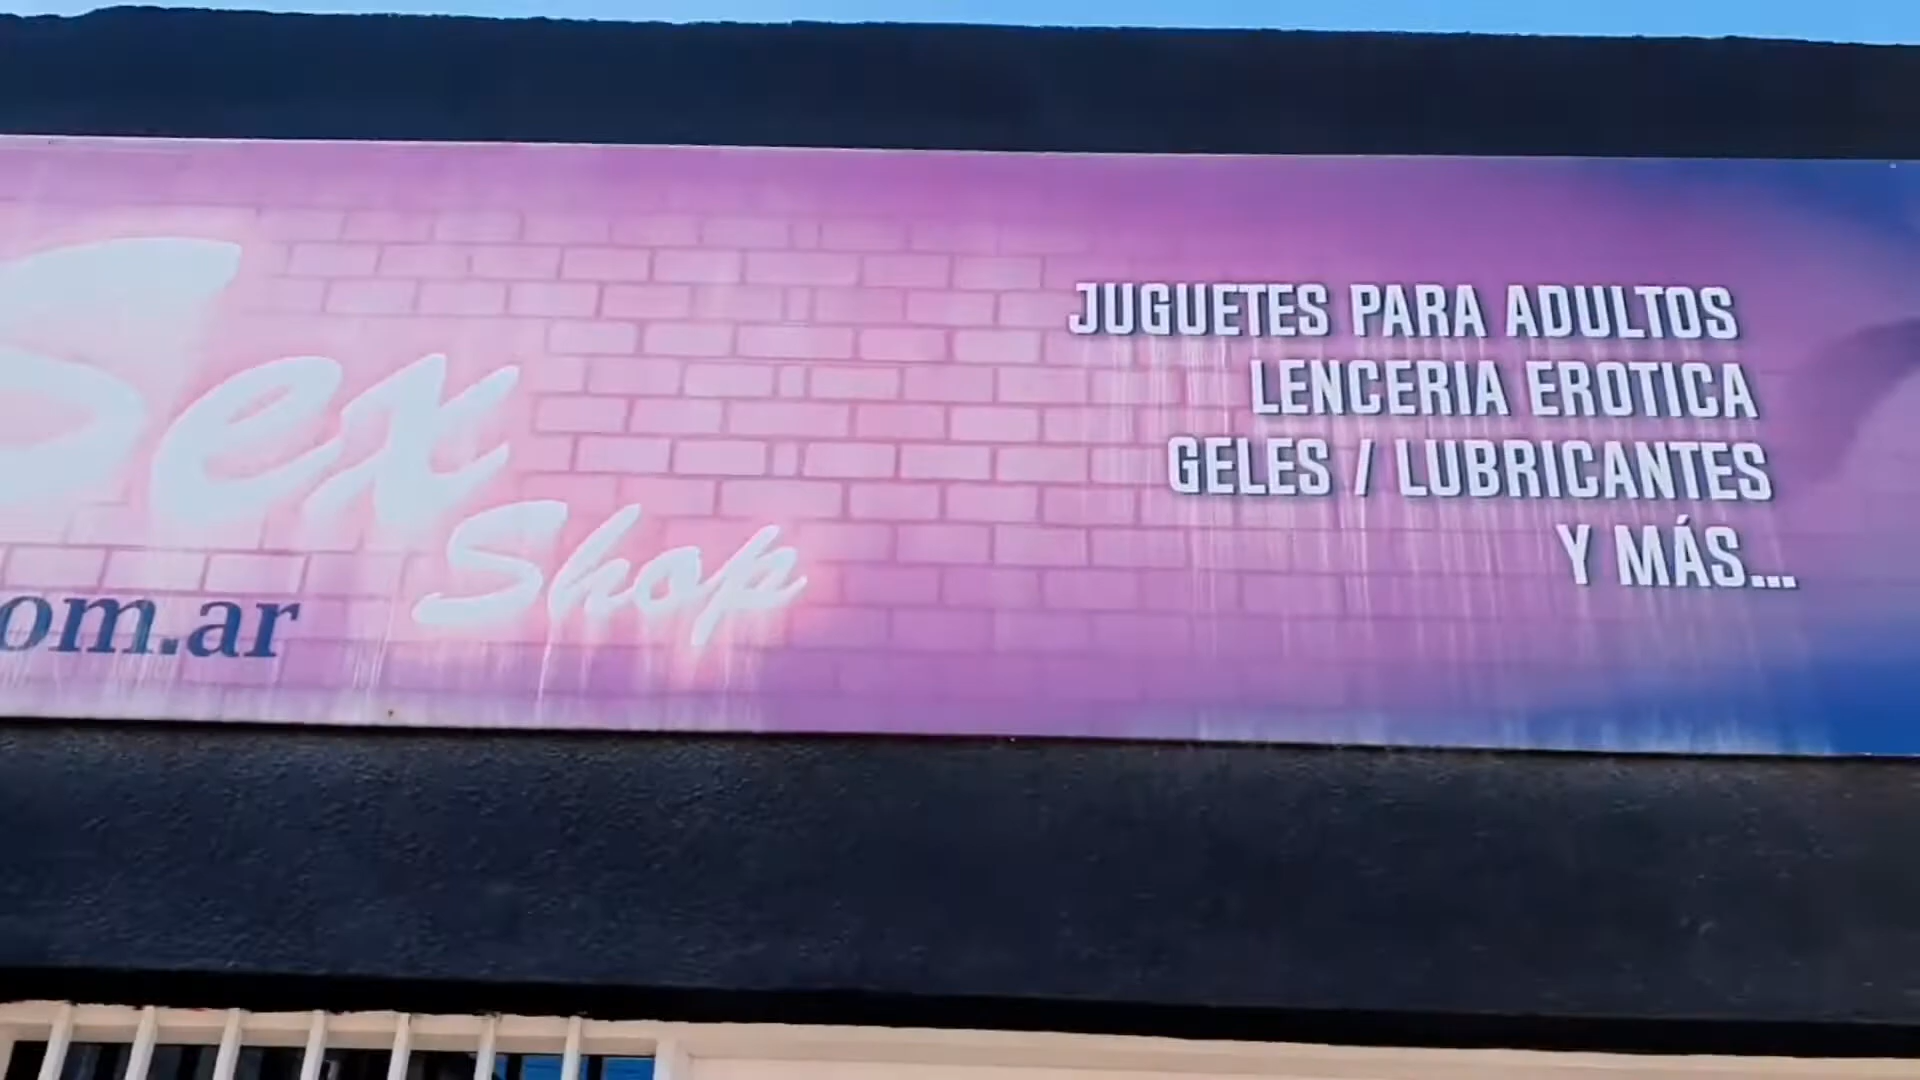 Sex
Shop
om.ar
JUGUETES PARA ADULTOS
LENCERIA EROTICA
GELES / LUBRICANTES
Y MÁS...